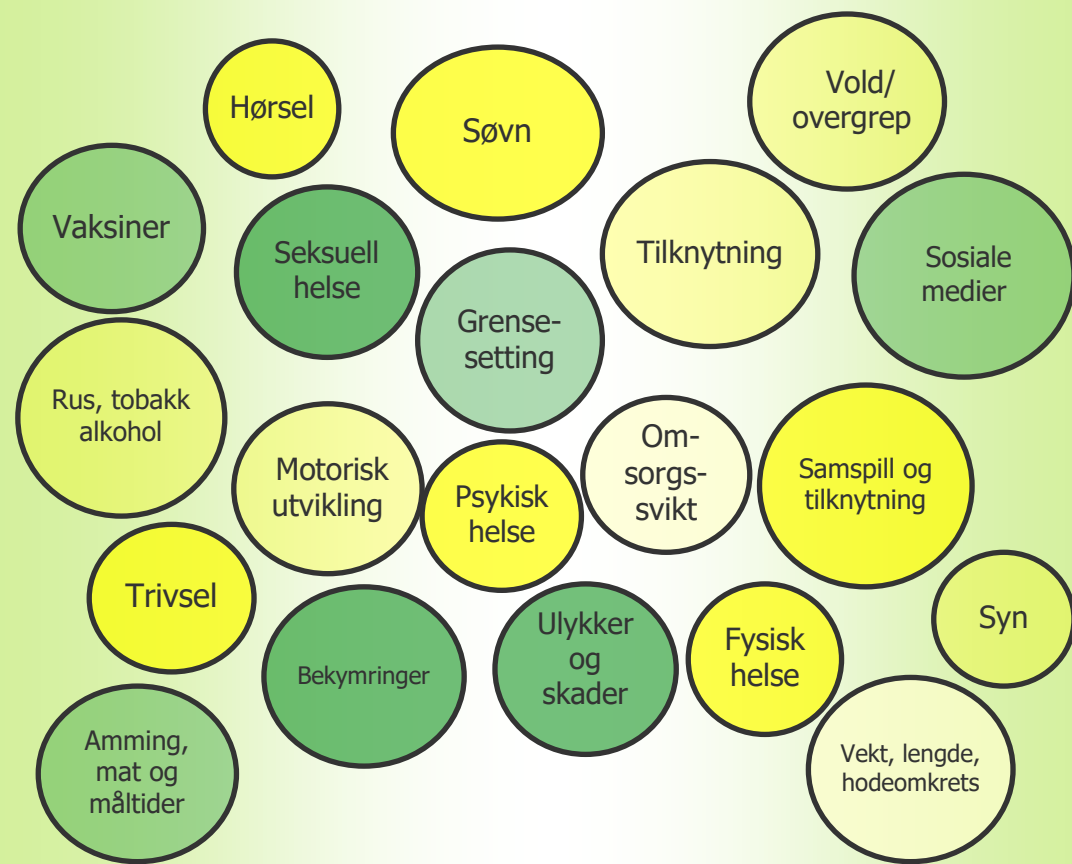 Hørsel
Søvn
Vold/
overgrep
Vaksiner
Seksuell
helse
Tilknytning
Sosiale
medier
Grense-
setting
Rus, tobakk
alkohol
Motorisk
utvikling
Psykisk
helse
Om-
sorgs-
svikt
Samspill og
tilknytning
Trivsel
Bekymringer
Ulykker
og
skader
Fysisk
helse
Syn
Amming,
mat og
måltider
Vekt, lengde,
hodeomkrets